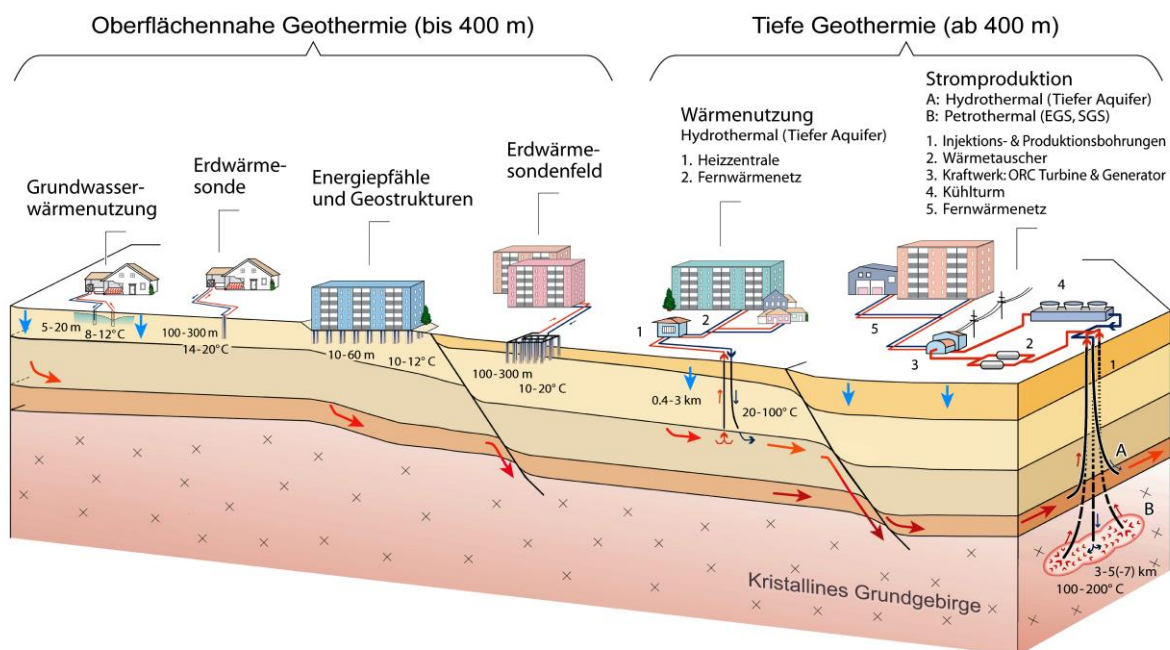 Oberflächennahe Geothermie (bis 400 m)
Tiefe Geothermie (ab 400 m)
Grundwasser-
wärmenutzung
Erdwärme-
sonde
Energiepfähle
und Geostrukturen
Erdwärme-
sondenfeld
Wärmenutzung
Hydrothermal (Tiefer Aquifer)
1. Heizzentrale
2. Fernwärmenetz
Stromproduktion
A: Hydrothermal (Tiefer Aquifer)
B: Petrothermal (EGS, SGS)
1. Injektions- & Produktionsbohrungen
2. Wärmetauscher
3. Kraftwerk: ORC Turbine & Generator
4. Kühlturm
5. Fernwärmenetz
5-20 m
8-12°C
100-300 m
14-20°C
10-60 m
10-12° C
100-300 m
10-20°C
1
2
0.4-3 km
20-100° C
5
3
2
4
1
A
B
3-5(-7) km
100-200° C
Kristallines Grundgebirge